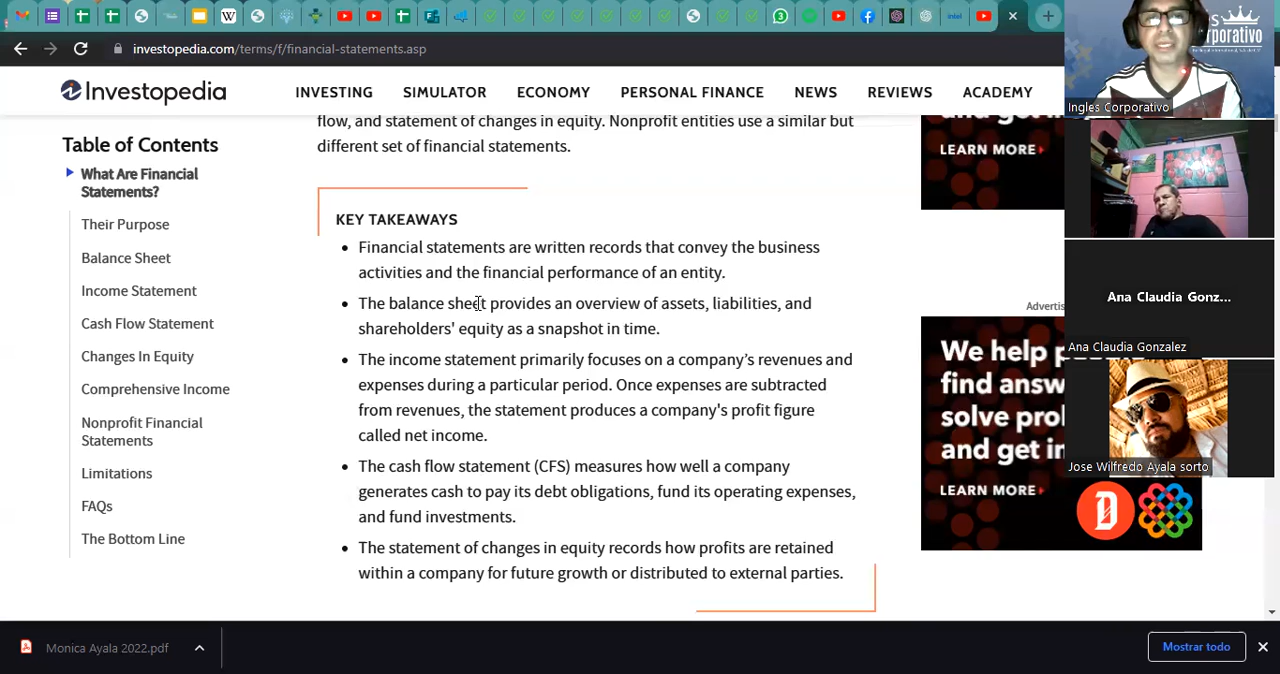 investopedia.com/terms/f/financial-statements.asp
Investopedia
INVESTING SIMULATOR ECONOMY PERSONAL FINANCE NEWS REVIEWS ACADEMY
Table of Contents
What Are Financial
Statements?
Their Purpose
Balance Sheet
Income Statement
Cash Flow Statement
Changes In Equity
Comprehensive Income
Nonprofit Financial
Statements
Limitations
FAQs
The Bottom Line
flow, and statement of changes in equity. Nonprofit entities use a similar but
different set of financial statements.
KEY TAKEAWAYS
• Financial statements are written records that convey the business
activities and the financial performance of an entity.
• The balance sheet provides an overview of assets, liabilities, and
shareholders' equity as a snapshot in time.
• The income statement primarily focuses on a company’s revenues and
expenses during a particular period. Once expenses are subtracted
from revenues, the statement produces a company's profit figure
called net income.
• The cash flow statement (CFS) measures how well a company
generates cash to pay its debt obligations, fund its operating expenses,
and fund investments.
• The statement of changes in equity records how profits are retained
within a company for future growth or distributed to external parties.
and get
LEARN MORE
We help
find
solve
and get
LEARN MORE
D
Ingles Corporativo
Ana Claudia Gonz...
Ana Claudia Gonzalez
Jose Wilfredo Ayala sorto
Monica Ayala 2022.pdf
Mostrar todo